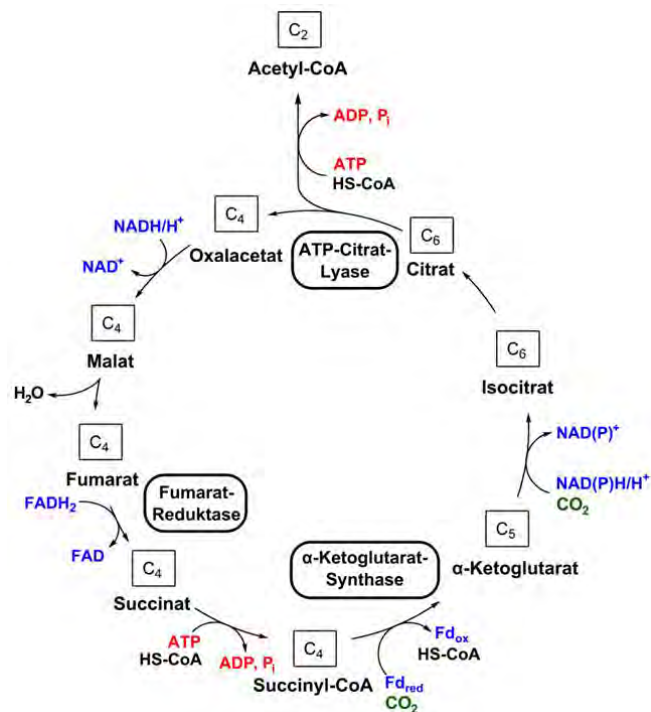 C₂
Acetyl-CoA
ADP, Pᵢ
ATP
HS-CoA
C₄
Oxalacetat
ATP-Citrat-
Lyase
C₆
Citrat
NADH/H⁺
NAD⁺
C₄
Malat
H₂O
C₆
Isocitrat
C₄
Fumarat
NAD(P)⁺
NAD(P)H/H⁺
CO₂
FADH₂
FAD
Fumarat-
Reduktase
C₅
α-Ketoglutarat
C₄
Succinat
α-Ketoglutarat-
Synthase
ATP
HS-CoA
ADP, Pᵢ
C₄
Succinyl-CoA
Fdₒₓ
HS-CoA
Fd_red
CO₂